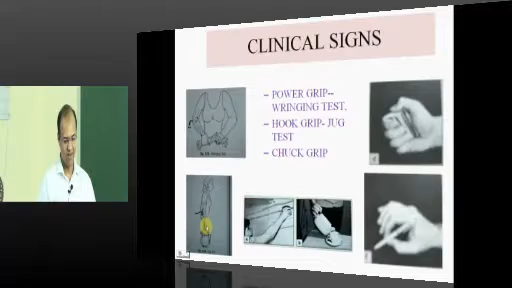 CLINICAL SIGNS
– POWER GRIP--
WRINGING TEST,
– HOOK GRIP- JUG
TEST
– CHUCK GRIP